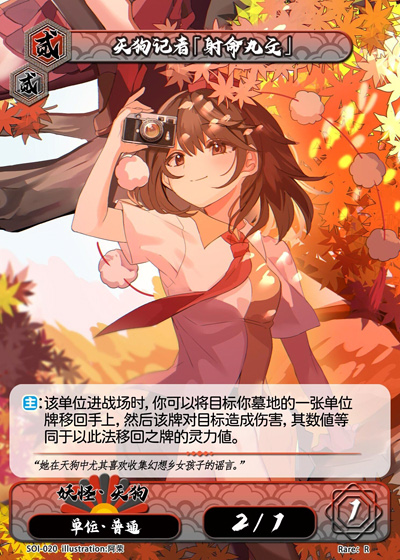 贰
天狗记者「射命丸文」
贰
主:该单位进战场时,你可以将目标你墓地的一张单位
牌移回手上,然后该牌对目标造成伤害,其数值等
同于以此法移回之牌的灵力值。
“她在天狗中尤其喜欢收集幻想乡女孩子的谣言。”
妖怪·天狗
单位·普通
2/1
1
SOI-020 Illustration:阿荣
Rare: R